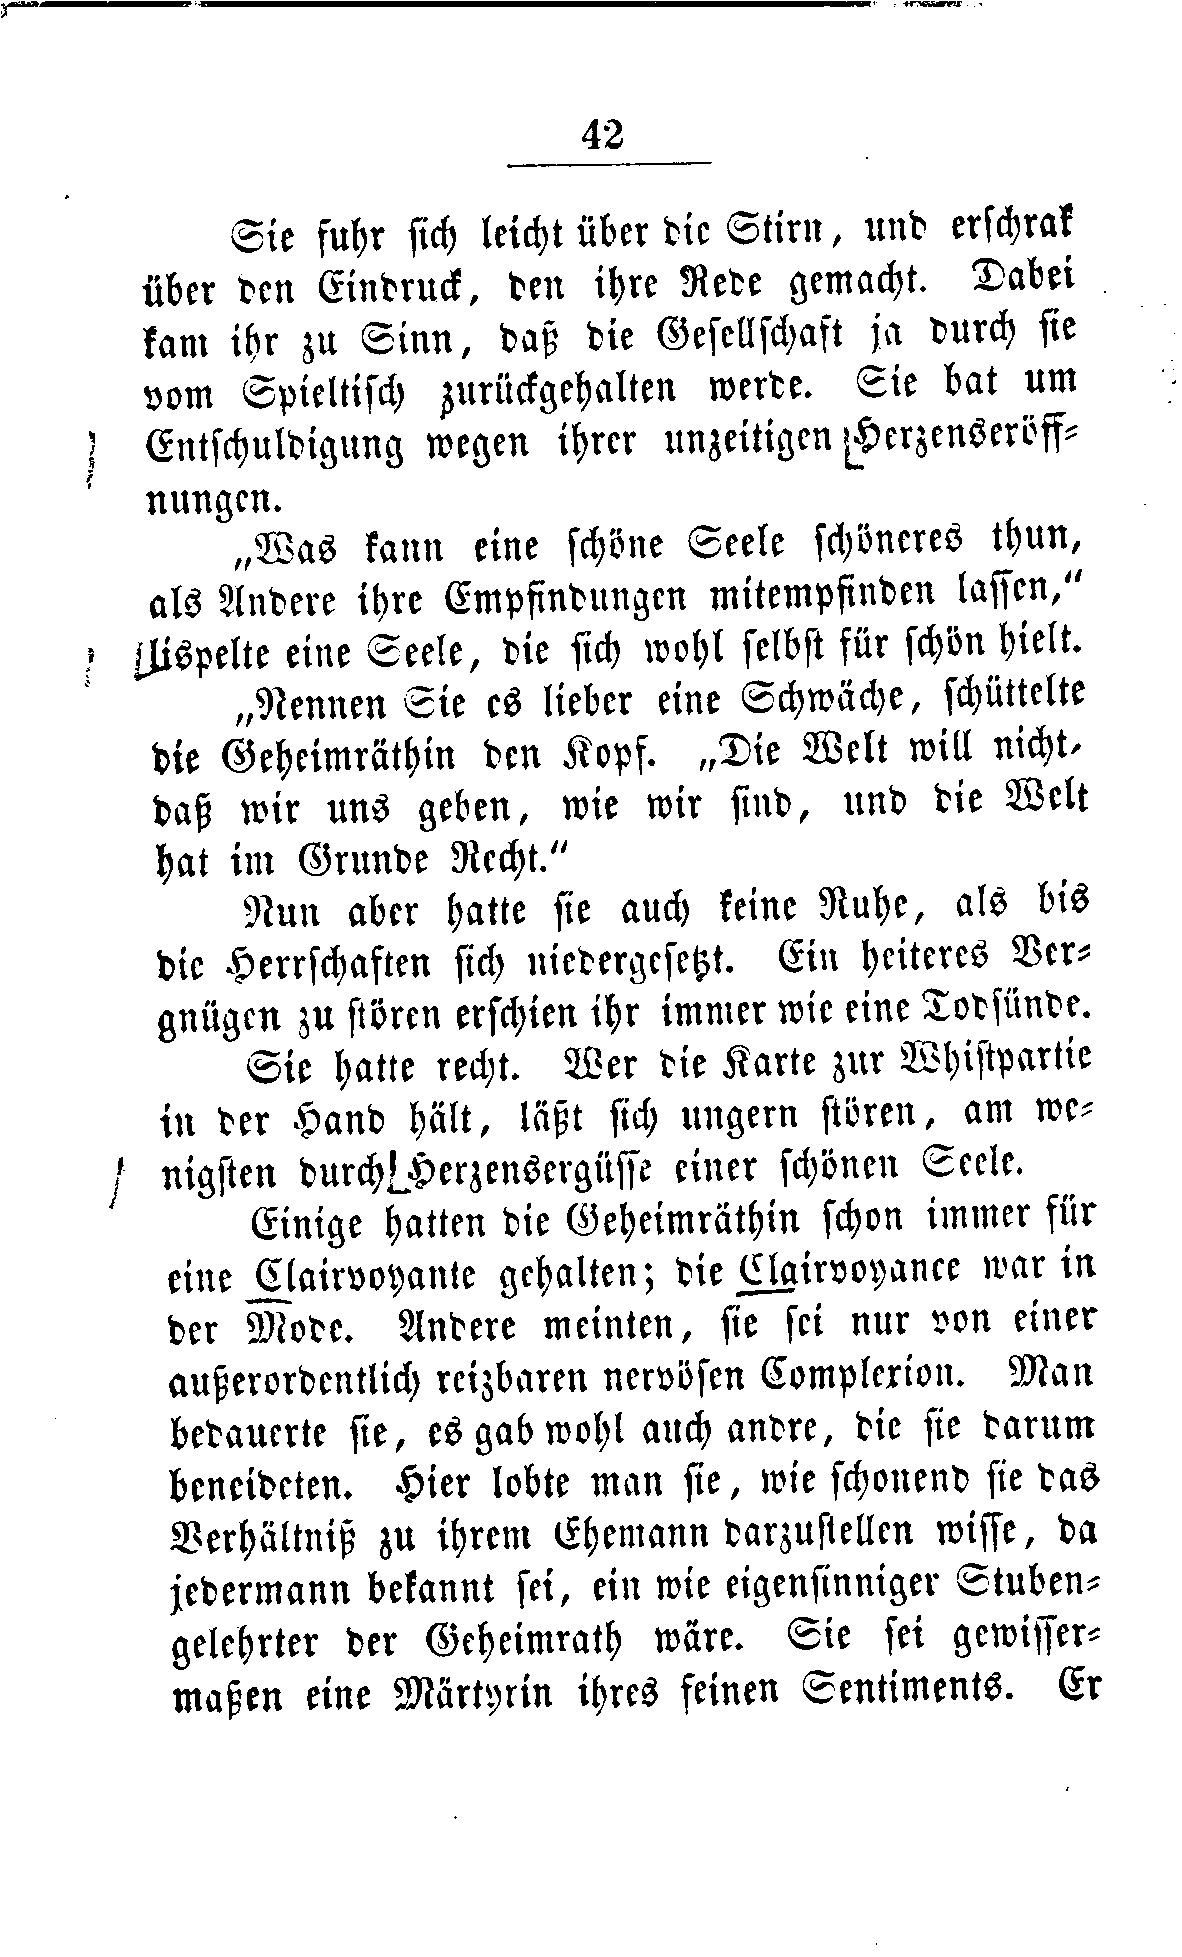 42
Sie fuhr sich leicht über die Stirn, und erschrak
über den Eindruck, den ihre Rede gemacht. Dabei
kam ihr zu Sinn, daß die Gesellschaft ja durch sie
vom Spieltisch zurückgehalten werde. Sie bat um
Entschuldigung wegen ihrer unzeitigen Herzenseröff-
nungen.
„Was kann eine schöne Seele schöneres thun,
als Andere ihre Empfindungen mitempfinden lassen,“
lispelte eine Seele, die sich wohl selbst für schön hielt.
„Nennen Sie es lieber eine Schwäche, schüttelte
die Geheimräthin den Kopf. „Die Welt will nicht,
daß wir uns geben, wie wir sind, und die Welt
hat im Grunde Recht.“
Nun aber hatte sie auch keine Ruhe, als bis
die Herrschaften sich niedergesetzt. Ein heiteres Ver-
gnügen zu stören erschien ihr immer wie eine Todsünde.
Sie hatte recht. Wer die Karte zur Whistpartie
in der Hand hält, läßt sich ungern stören, am we-
nigsten durch Herzensergüsse einer schönen Seele.
Einige hatten die Geheimräthin schon immer für
eine Clairvoyante gehalten; die Clairvoyance war in
der Mode. Andere meinten, sie sei nur von einer
außerordentlich reizbaren nervösen Complexion. Man
bedauerte sie, es gab wohl auch andre, die sie darum
beneideten. Hier lobte man sie, wie schonend sie das
Verhältniß zu ihrem Ehemann darzustellen wisse, da
jedermann bekannt sei, ein wie eigensinniger Stuben-
gelehrter der Geheimrath wäre. Sie sei gewisser-
maßen eine Märtyrin ihres feinen Sentiments. Er